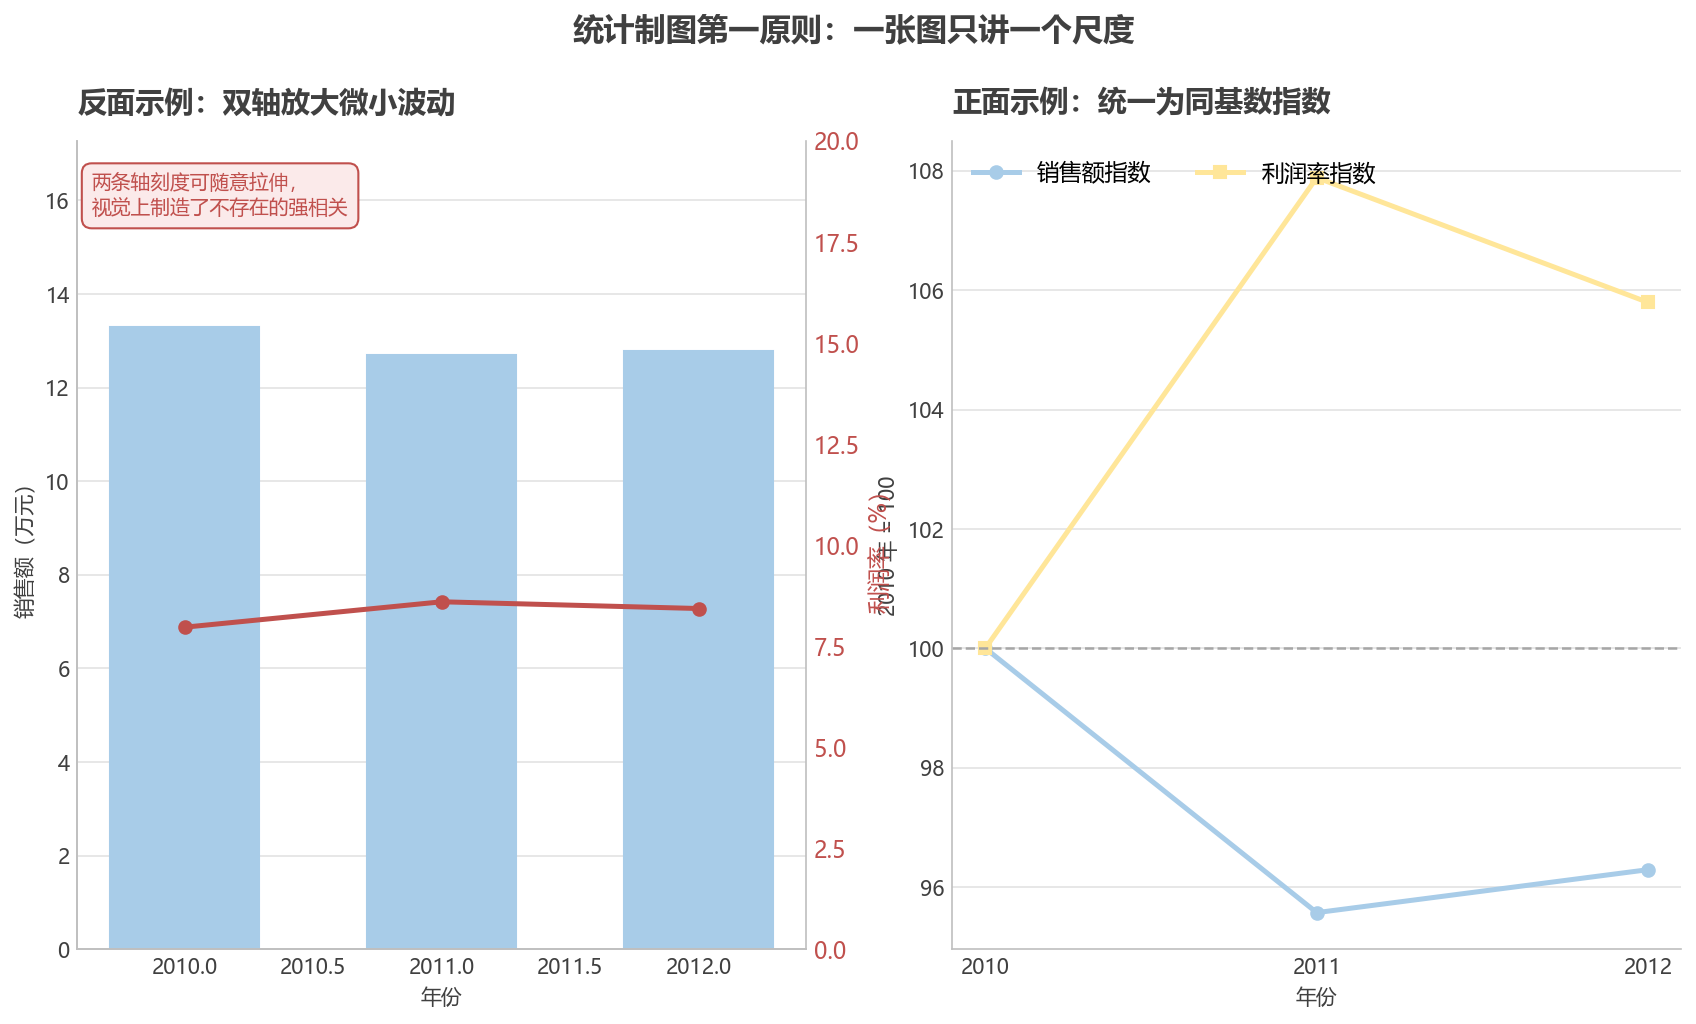 统计制图第一原则：一张图只讲一个尺度
反面示例：双轴放大微小波动
两条轴刻度可随意拉伸，
视觉上制造了不存在的强相关
销售额（万元）
16
14
12
10
8
6
4
2
0
2010.0
2010.5
2011.0
2011.5
2012.0
年份
20.0
17.5
15.0
12.5
10.0
7.5
5.0
2.5
0.0
利润率（%）
正面示例：统一为同基数指数
销售额指数
利润率指数
2010 年 = 100
108
106
104
102
100
98
96
2010
2011
2012
年份